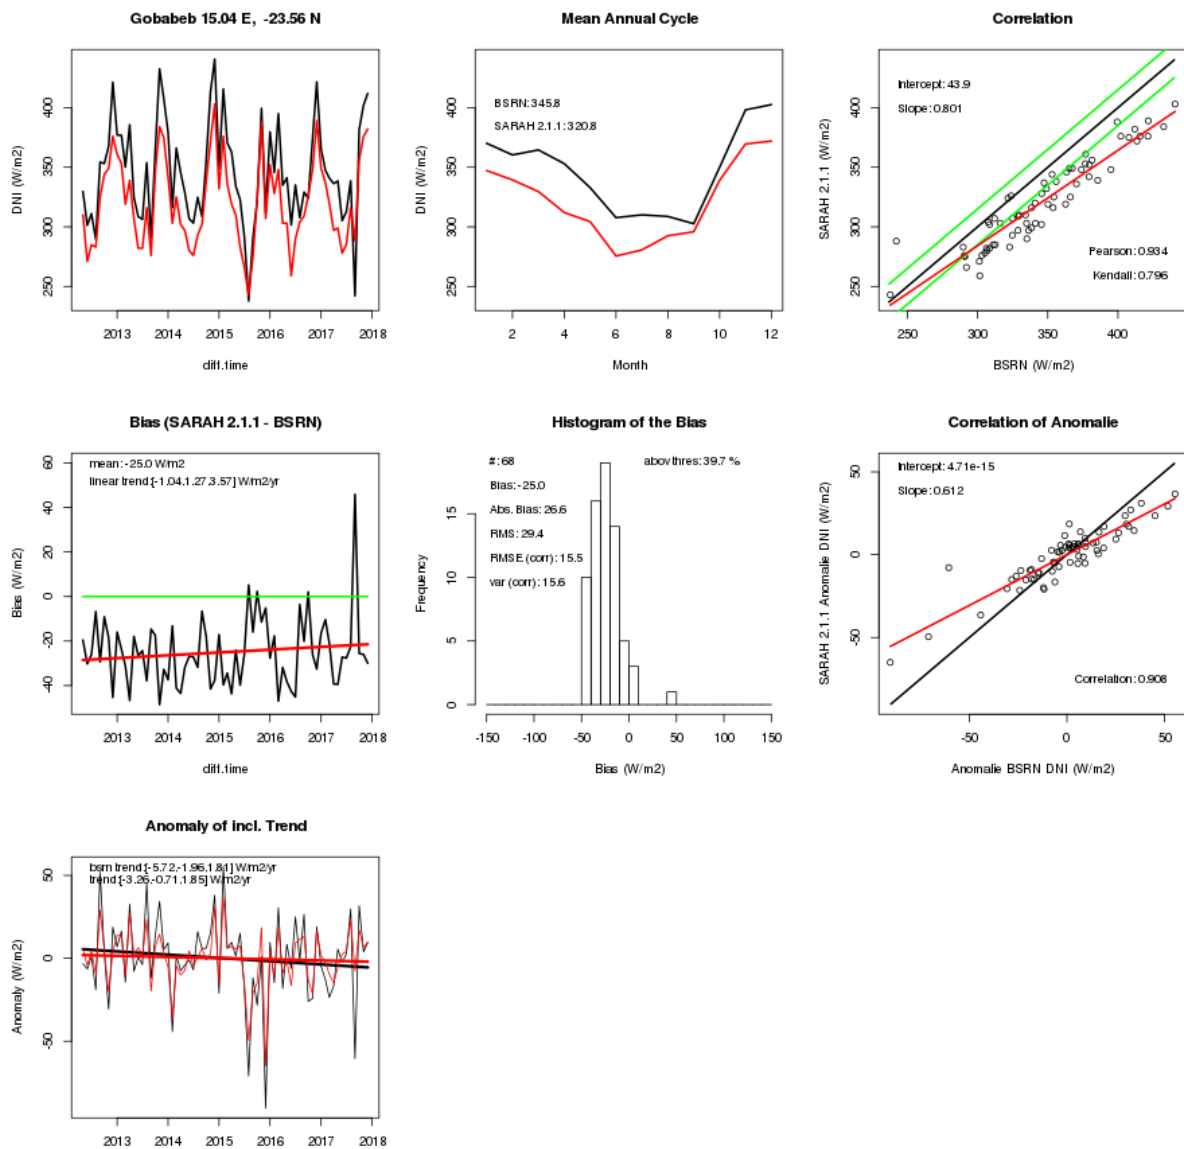 Gobabeb 15.04 E, -23.56 N
DNI (W/m2)
250 300 350 400
2013 2014 2015 2016 2017 2018
diff.time
Mean Annual Cycle
BSRN: 345.8
SARAH 2.1.1: 320.8
DNI (W/m2)
250 300 350 400
2 4 6 8 10 12
Month
Correlation
Intercept: 43.9
Slope: 0.801
Pearson: 0.934
Kendall: 0.796
SARAH 2.1.1 (W/m2)
250 300 350 400
250 300 350 400
BSRN (W/m2)
Bias (SARAH 2.1.1 - BSRN)
mean: -25.0 W/m2
linear trend:[-1.04,1.27,3.57] W/m2/yr
Bias (W/m2)
40 -20 0 20 40 60
2013 2014 2015 2016 2017 2018
diff.time
Histogram of the Bias
#: 68
abovthres: 39.7 %
Bias: -25.0
Abs. Bias: 26.6
RMS: 29.4
RMSE (corr): 15.5
var (corr): 15.6
Frequency
0 5 10 15
-150 -100 -50 0 50 100 150
Bias (W/m2)
Correlation of Anomalie
Intercept: 4.71e-15
Slope: 0.612
Correlation: 0.908
SARAH 2.1.1 Anomalie DNI (W/m2)
-50 0 50
-50 0 50
Anomalie BSRN DNI (W/m2)
Anomaly of incl. Trend
bsrn trend:[-5.72,-1.96,1.81] W/m2/yr
trend:[-3.26,-0.71,1.85] W/m2/yr
Anomaly (W/m2)
-50 0 50
2013 2014 2015 2016 2017 2018